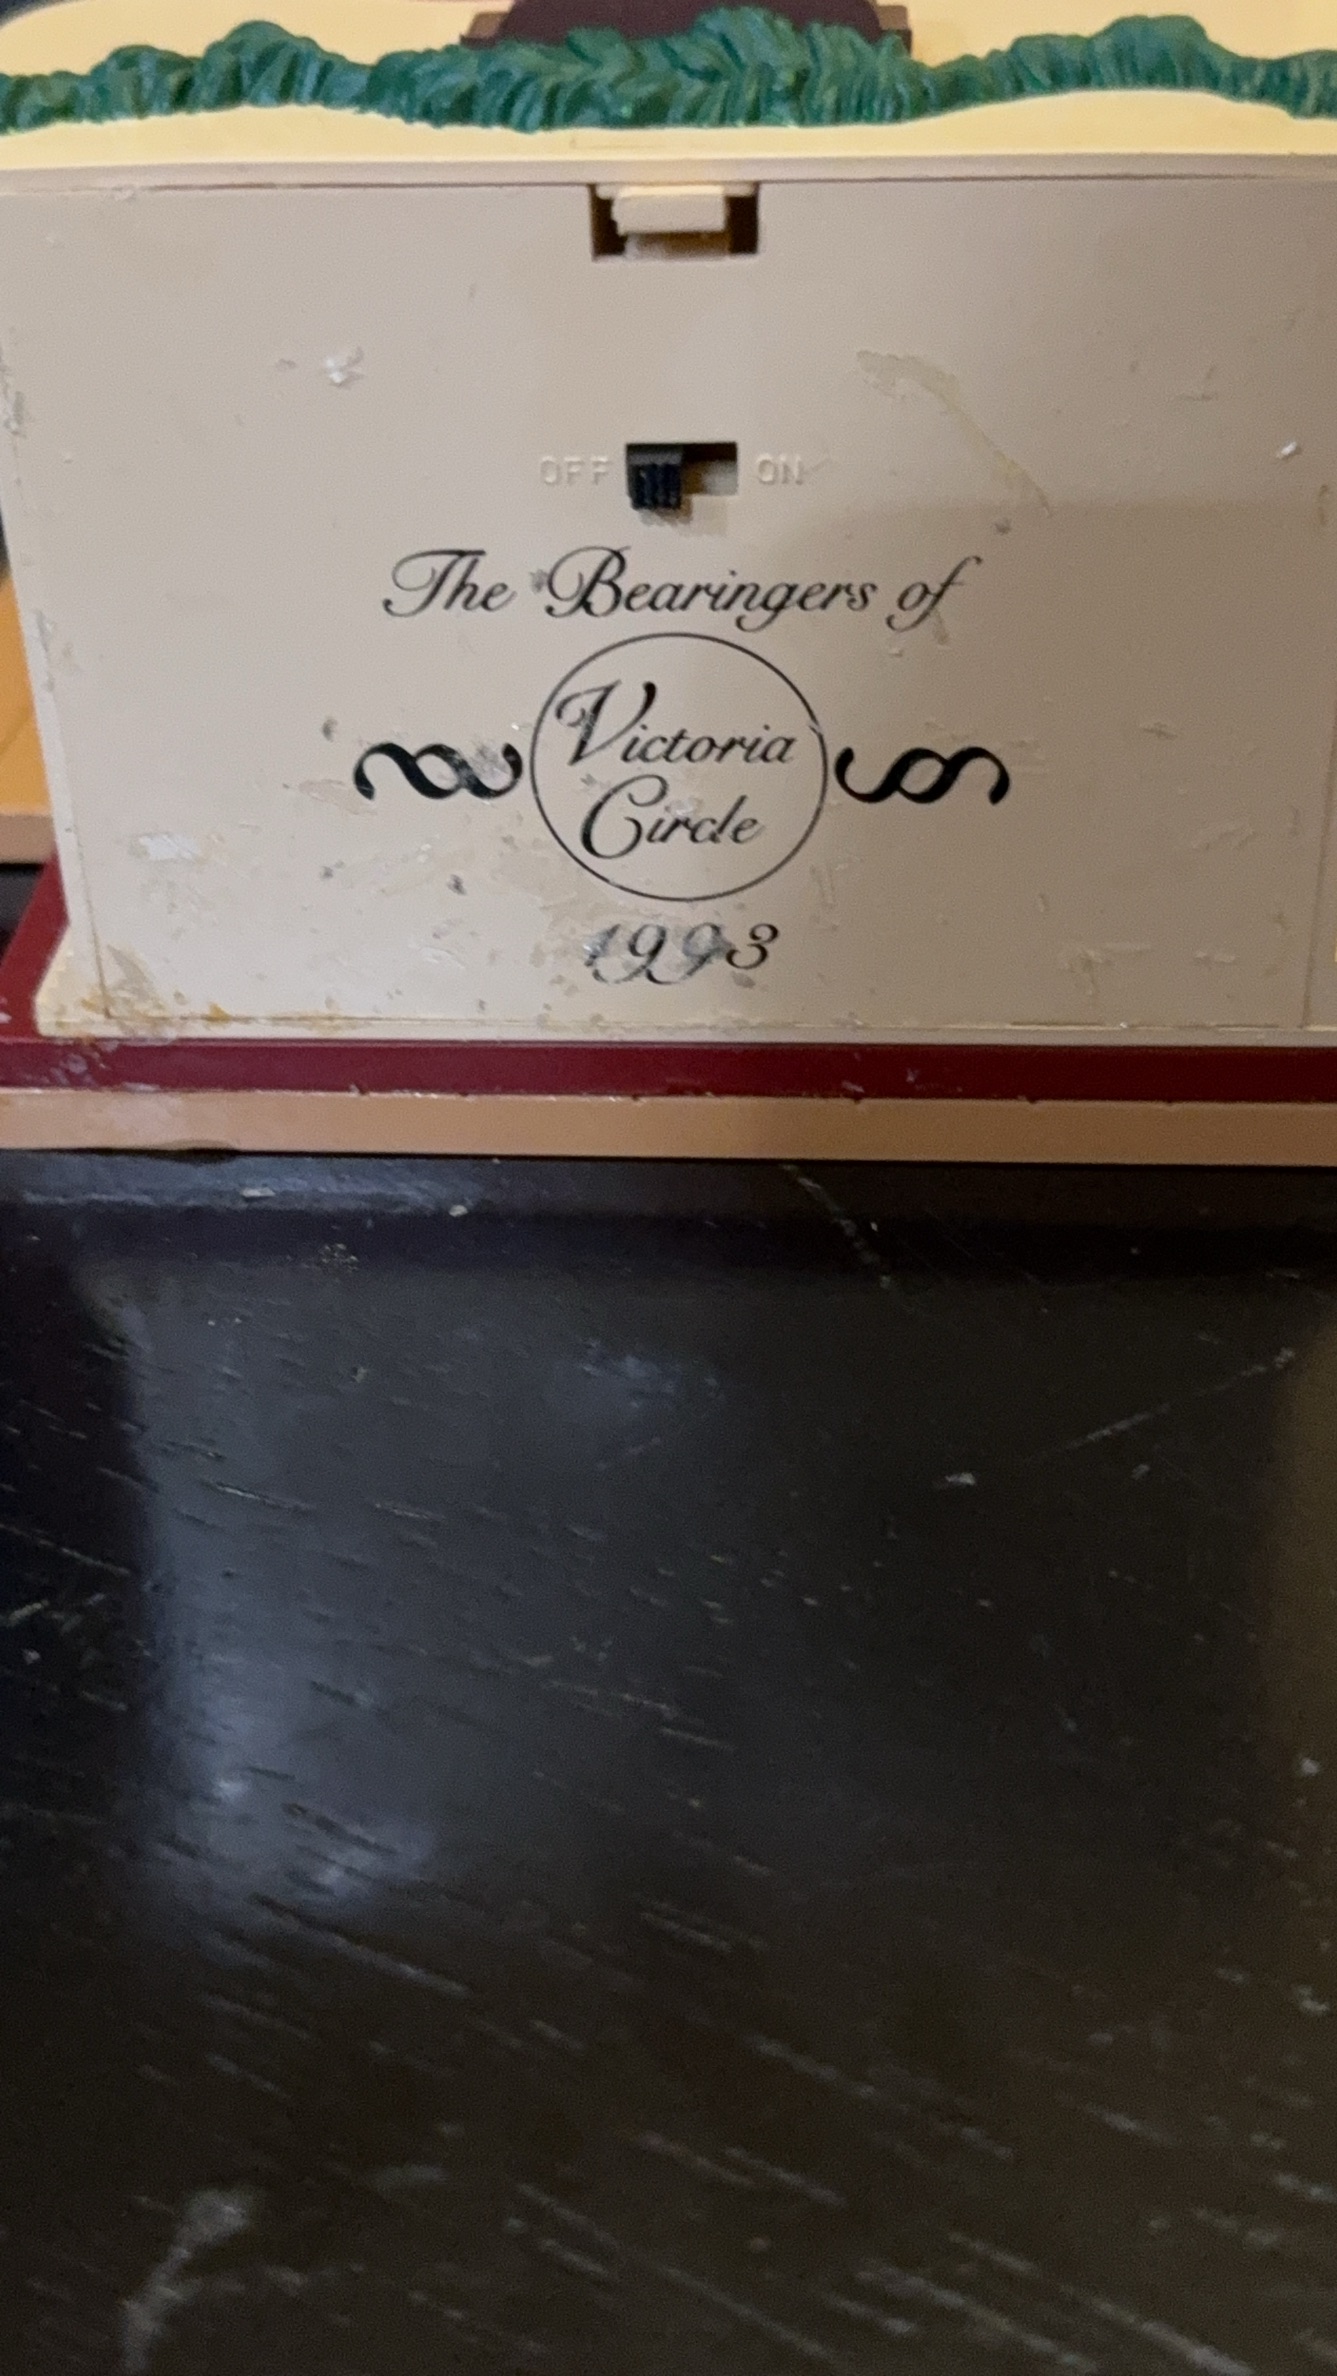 OFF ON
The Bearingers of
Victoria
Circle
1993